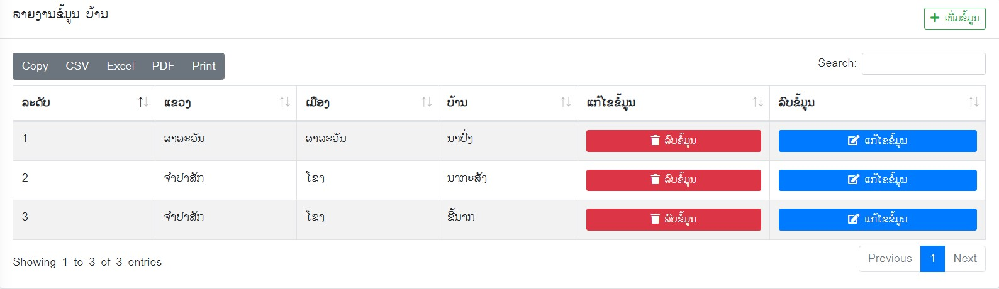 ລາຍງານຂໍ້ມູນ ບ້ານ
ເພີ່ມຂໍ້ມູນ
Copy CSV Excel PDF Print
Search:
ລະດັບ ແຂວງ ເມືອງ ບ້ານ ແກ້ໄຂຂໍ້ມູນ ລົບຂໍ້ມູນ
1 ສາລະວັນ ສາລະວັນ ນາປົ່ງ ລົບຂໍ້ມູນ ແກ້ໄຂຂໍ້ມູນ
2 ຈຳປາສັກ ໂຂງ ນາກະສັງ ລົບຂໍ້ມູນ ແກ້ໄຂຂໍ້ມູນ
3 ຈຳປາສັກ ໂຂງ ຂີ້ນາກ ລົບຂໍ້ມູນ ແກ້ໄຂຂໍ້ມູນ
Showing 1 to 3 of 3 entries
Previous 1 Next